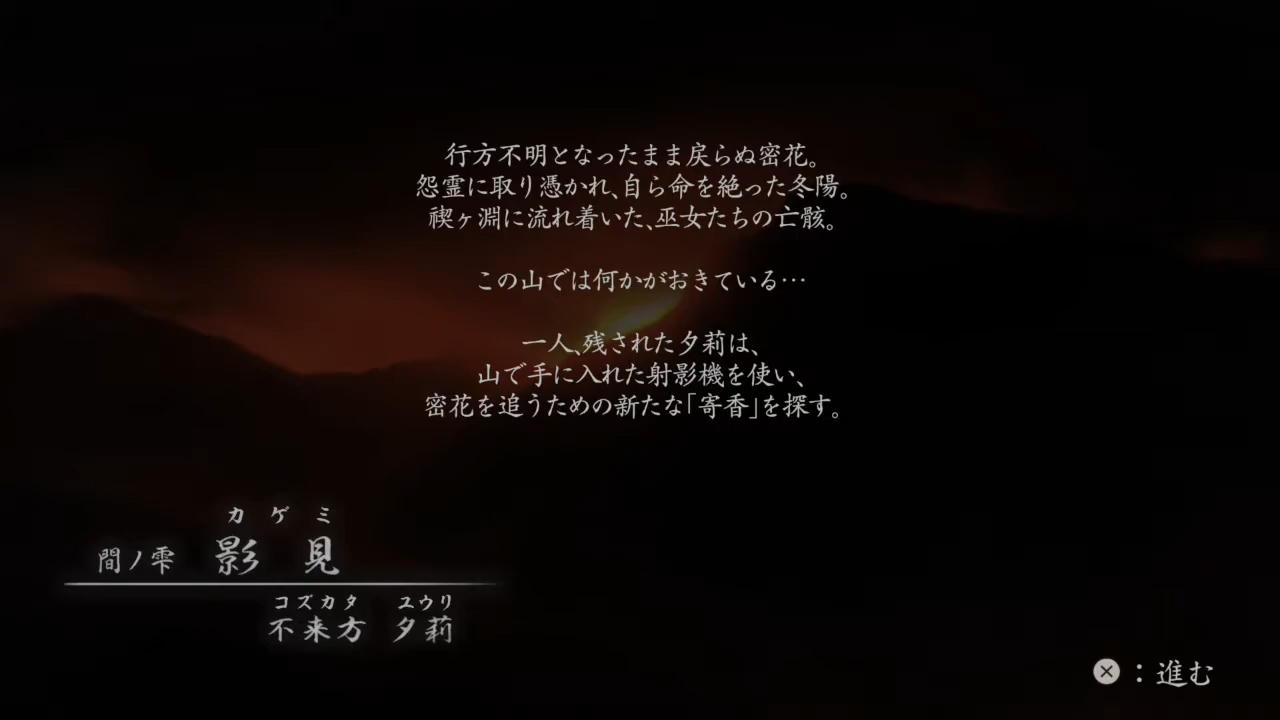 行方不明となったまま戻らぬ密花。
怨霊に取り憑かれ、自ら命を絶った冬陽。
禊ヶ淵に流れ着いた、巫女たちの亡骸。
この山では何かがおきている…
一人、残された夕莉は、
山で手に入れた射影機を使い、
密花を追うための新たな「寄香」を探す。
カゲミ
間ノ雫 影見
コズカタ ユウリ
不来方 夕莉
：進む